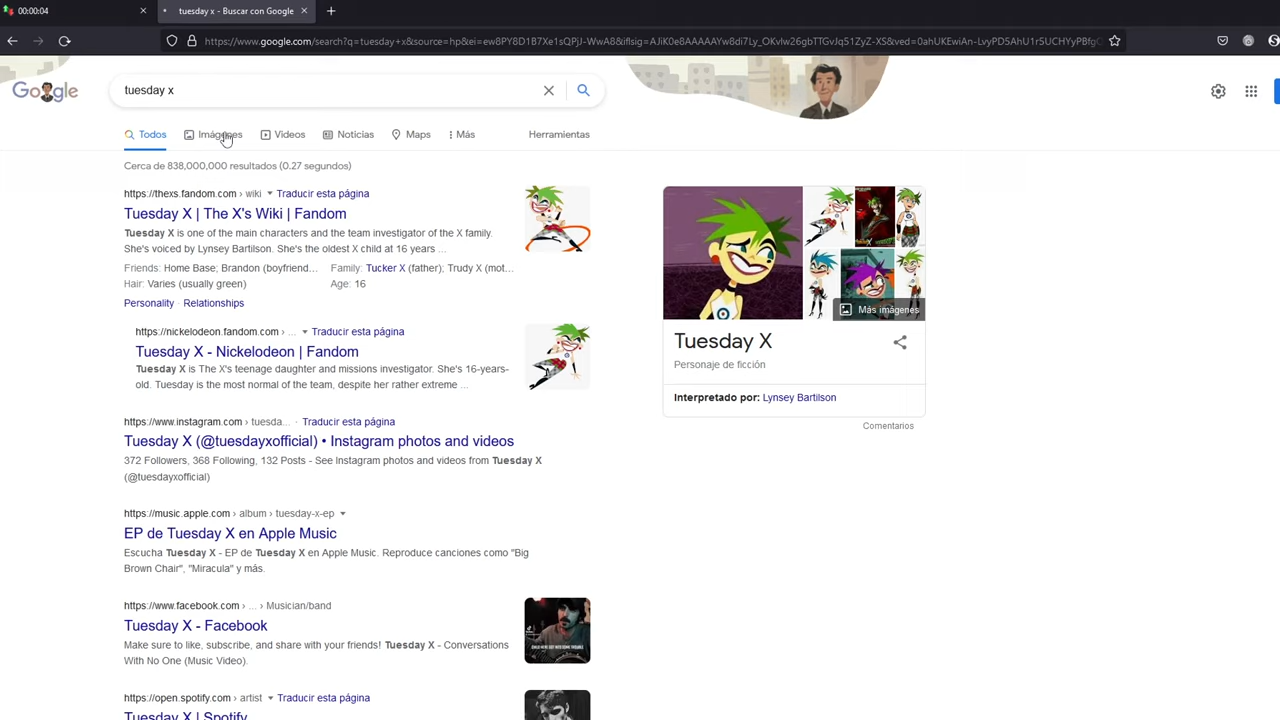 00:00:04
tuesday x - Buscar con Google
https://www.google.com/search?q=tuesday+x&source=hp&ei=ew8PY8D1B7Xe1sQPjJ-WwA8&iflsig=AJiK0e8AAAAAYw8di7Ly_OKvlw26gbTTGvJq51ZyZ-XS&ved=0ahUKEwiAn-LvyPD5AhU1r5UCHYyPBfgQ
Google
tuesday x
Todos
Imágenes
Videos
Noticias
Maps
Más
Herramientas
Cerca de 838,000,000 resultados (0.27 segundos)
https://thexs.fandom.com › wiki Traducir esta página
Tuesday X | The X's Wiki | Fandom
Tuesday X is one of the main characters and the team investigator of the X family.
She's voiced by Lynsey Bartilson. She's the oldest X child at 16 years ...
Friends: Home Base; Brandon (boyfriend... Family: Tucker X (father); Trudy X (mot...
Hair: Varies (usually green) Age: 16
Personality · Relationships
https://nickelodeon.fandom.com › ... Traducir esta página
Tuesday X - Nickelodeon | Fandom
Tuesday X is The X's teenage daughter and missions investigator. She's 16-years-
old. Tuesday is the most normal of the team, despite her rather extreme ...
https://www.instagram.com › tuesda... · Traducir esta página
Tuesday X (@tuesdayxofficial) • Instagram photos and videos
372 Followers, 368 Following, 132 Posts - See Instagram photos and videos from Tuesday X
(@tuesdayxofficial)
https://music.apple.com › album › tuesday-x-ep
EP de Tuesday X en Apple Music
Escucha Tuesday X - EP de Tuesday X en Apple Music. Reproduce canciones como "Big
Brown Chair", "Miracula" y más.
https://www.facebook.com › ... › Musician/band
Tuesday X - Facebook
Make sure to like, subscribe, and share with your friends! Tuesday X - Conversations
With No One (Music Video).
https://open.spotify.com › artist Traducir esta página
Tuesday X | Spotify
Más imágenes
Tuesday X
Personaje de ficción
Interpretado por: Lynsey Bartilson
Comentarios